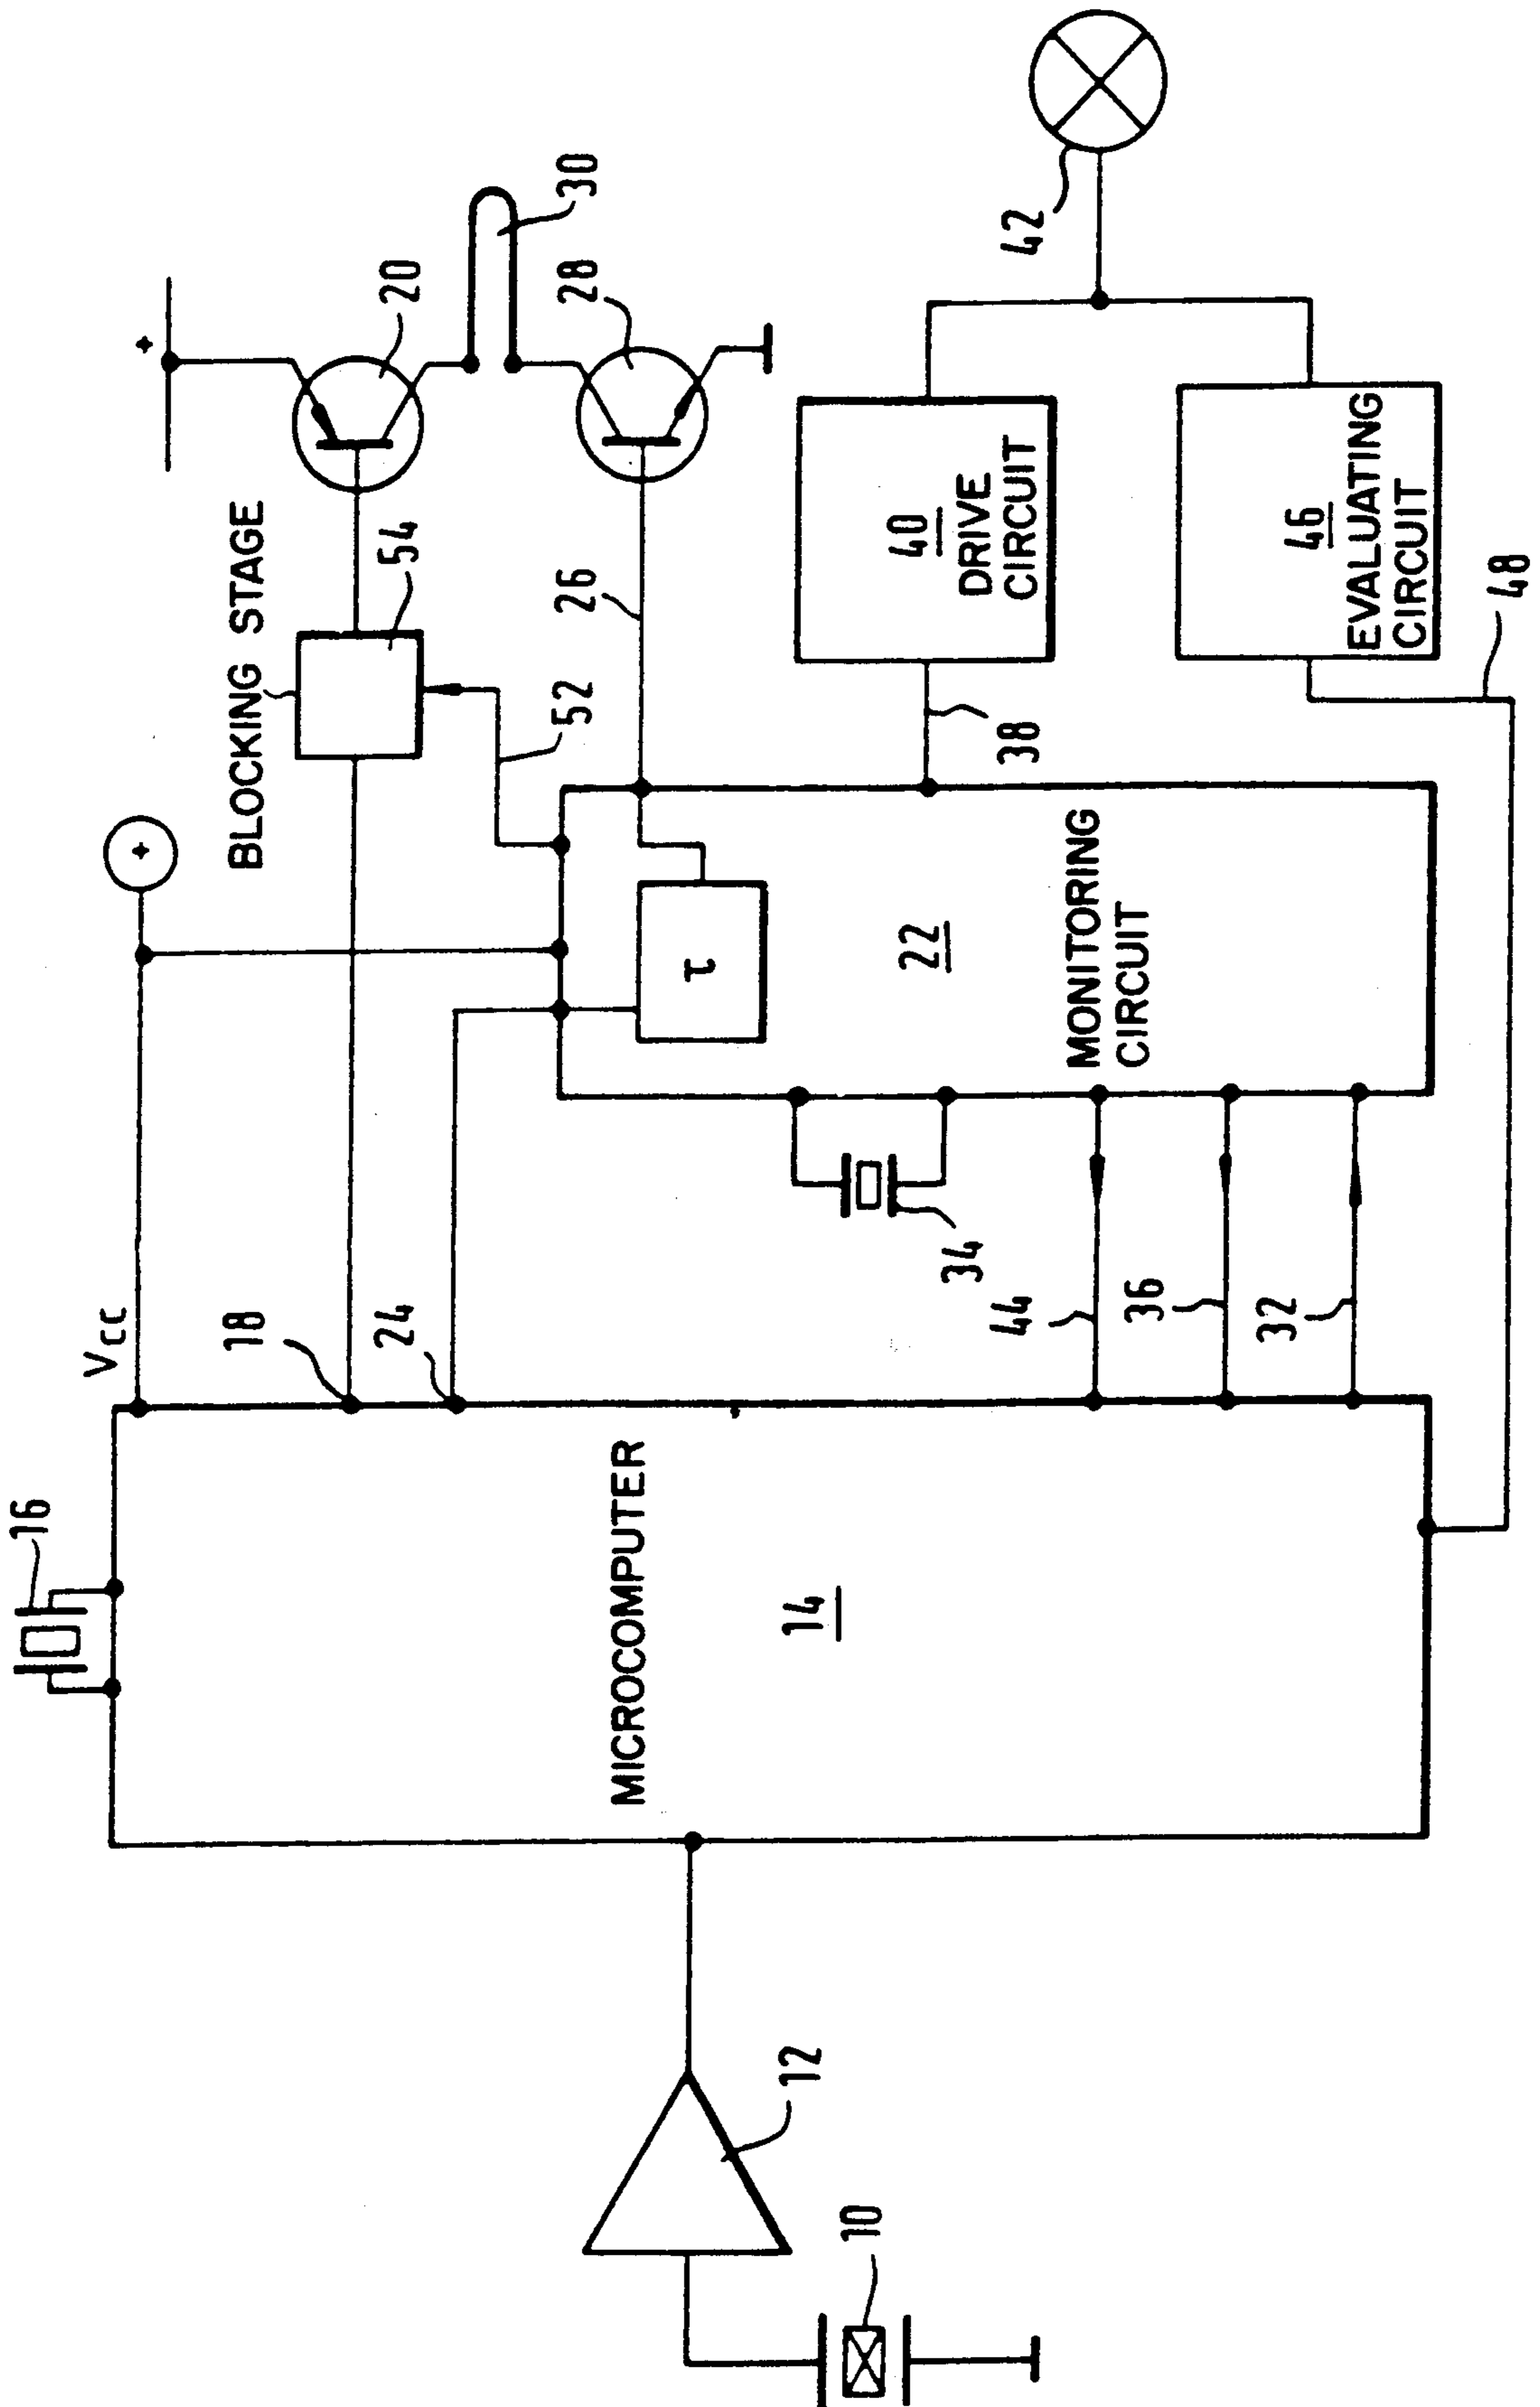 16
VCC
+
+
BLOCKING STAGE
54
20
30
18
24
52
26
28
MICROCOMPUTER
14
τ
22
MONITORING
CIRCUIT
34
44
36
32
38
40
DRIVE
CIRCUIT
42
46
EVALUATING
CIRCUIT
48
12
10